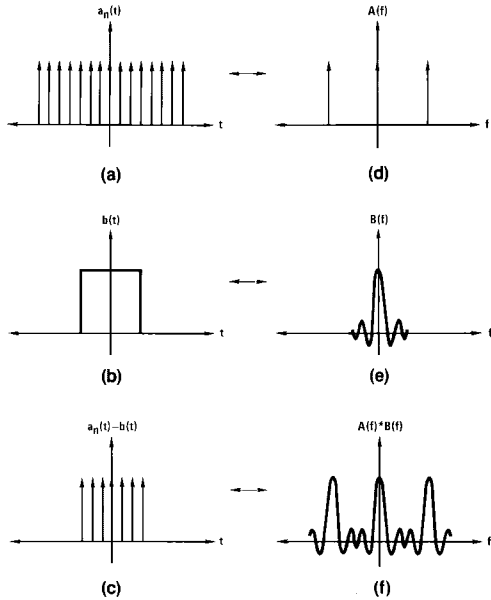 aₙ(t)
A(f)
t
f
(a)
(d)
b(t)
B(f)
t
f
(b)
(e)
aₙ(t)–b(t)
A(f)*B(f)
t
f
(c)
(f)